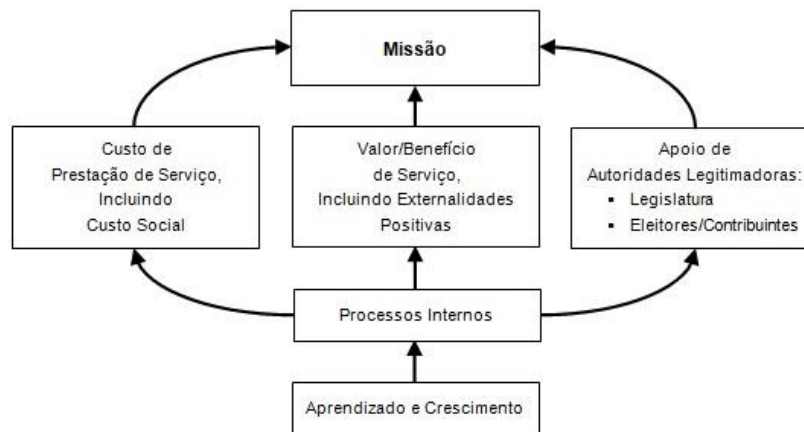 Missão
Custo de
Prestação de Serviço,
Incluindo
Custo Social
Valor/Benefício
de Serviço,
Incluindo Externalidades
Positivas
Apoio de
Autoridades Legitimadoras:
▪ Legislatura
▪ Eleitores/Contribuintes
Processos Internos
Aprendizado e Crescimento